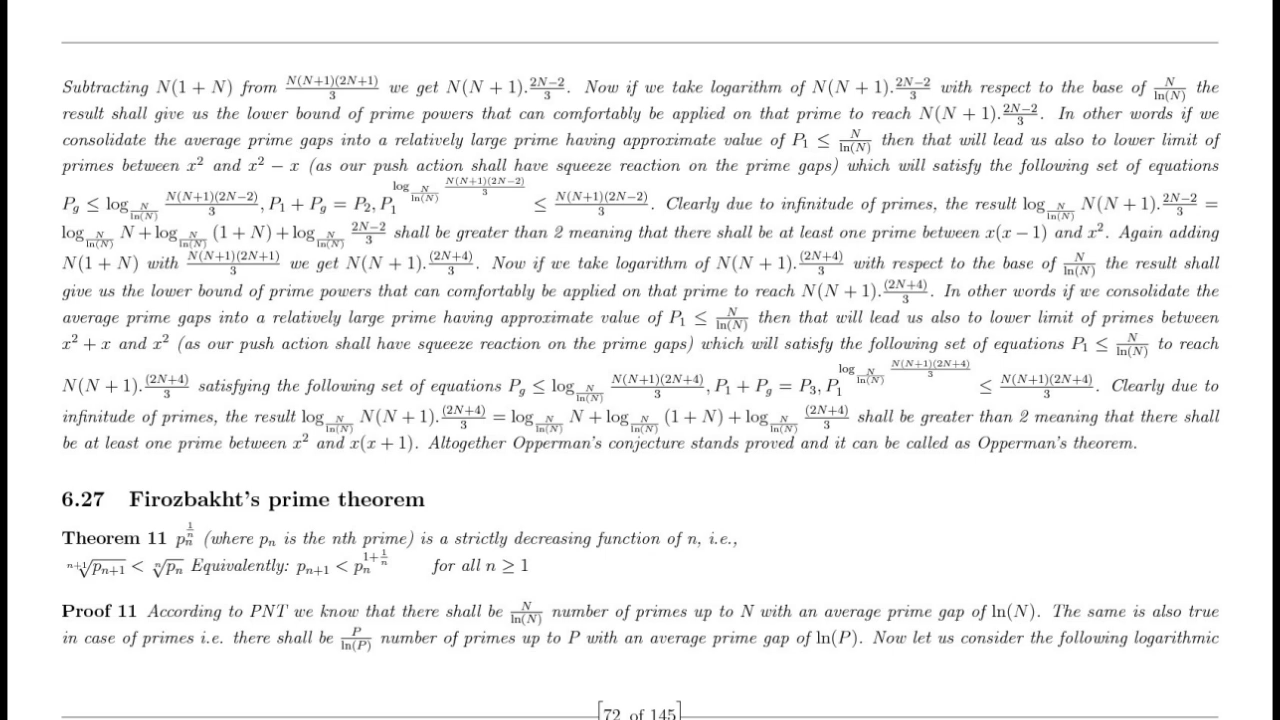 Subtracting N(1 + N) from N(N+1)(2N+1)/3 we get N(N + 1).2N−2/3. Now if we take logarithm of N(N + 1).2N−2/3 with respect to the base of N/ln(N) the
result shall give us the lower bound of prime powers that can comfortably be applied on that prime to reach N(N + 1).2N−2/3. In other words if we
consolidate the average prime gaps into a relatively large prime having approximate value of P₁ ≤ N/ln(N) then that will lead us also to lower limit of
primes between x² and x² − x (as our push action shall have squeeze reaction on the prime gaps) which will satisfy the following set of equations
P_g ≤ log_{N/ln(N)} N(N+1)(2N−2)/3, P₁ + P_g = P₂, P₁^{log_{N/ln(N)} N(N+1)(2N−2)/3} ≤ N(N+1)(2N−2)/3. Clearly due to infinitude of primes, the result log_{N/ln(N)} N(N + 1).2N−2/3 =
log_{N/ln(N)} N + log_{N/ln(N)} (1 + N) + log_{N/ln(N)} 2N−2/3 shall be greater than 2 meaning that there shall be at least one prime between x(x − 1) and x². Again adding
N(1 + N) with N(N+1)(2N+1)/3 we get N(N + 1).(2N+4)/3. Now if we take logarithm of N(N + 1).(2N+4)/3 with respect to the base of N/ln(N) the result shall
give us the lower bound of prime powers that can comfortably be applied on that prime to reach N(N + 1).(2N+4)/3. In other words if we consolidate the
average prime gaps into a relatively large prime having approximate value of P₁ ≤ N/ln(N) then that will lead us also to lower limit of primes between
x² + x and x² (as our push action shall have squeeze reaction on the prime gaps) which will satisfy the following set of equations P₁ ≤ N/ln(N) to reach
N(N + 1).(2N+4)/3 satisfying the following set of equations P_g ≤ log_{N/ln(N)} N(N+1)(2N+4)/3, P₁ + P_g = P₃, P₁^{log_{N/ln(N)} N(N+1)(2N+4)/3} ≤ N(N+1)(2N+4)/3. Clearly due to
infinitude of primes, the result log_{N/ln(N)} N(N + 1).(2N+4)/3 = log_{N/ln(N)} N + log_{N/ln(N)} (1 + N) + log_{N/ln(N)} (2N+4)/3 shall be greater than 2 meaning that there shall
be at least one prime between x² and x(x + 1). Altogether Opperman's conjecture stands proved and it can be called as Opperman's theorem.
6.27 Firozbakht's prime theorem
Theorem 11 p_n^{1/n} (where p_n is the nth prime) is a strictly decreasing function of n, i.e.,
ⁿ⁺¹√p_{n+1} < ⁿ√p_n Equivalently: p_{n+1} < p_n^{1+1/n} for all n ≥ 1
Proof 11 According to PNT we know that there shall be N/ln(N) number of primes up to N with an average prime gap of ln(N). The same is also true
in case of primes i.e. there shall be P/ln(P) number of primes up to P with an average prime gap of ln(P). Now let us consider the following logarithmic
[72 of 145]